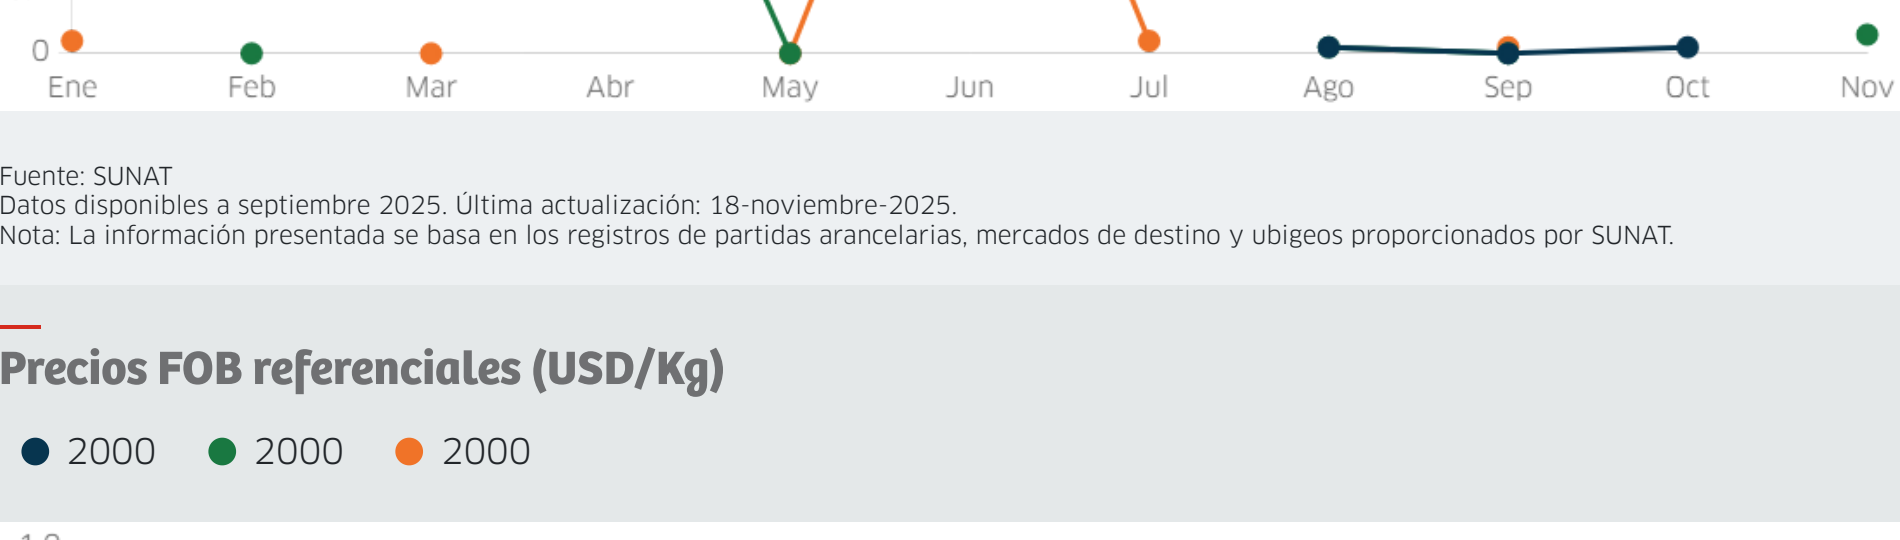 0
Ene Feb Mar Abr May Jun Jul Ago Sep Oct Nov
Fuente: SUNAT
Datos disponibles a septiembre 2025. Última actualización: 18-noviembre-2025.
Nota: La información presentada se basa en los registros de partidas arancelarias, mercados de destino y ubigeos proporcionados por SUNAT.
Precios FOB referenciales (USD/Kg)
2000 2000 2000